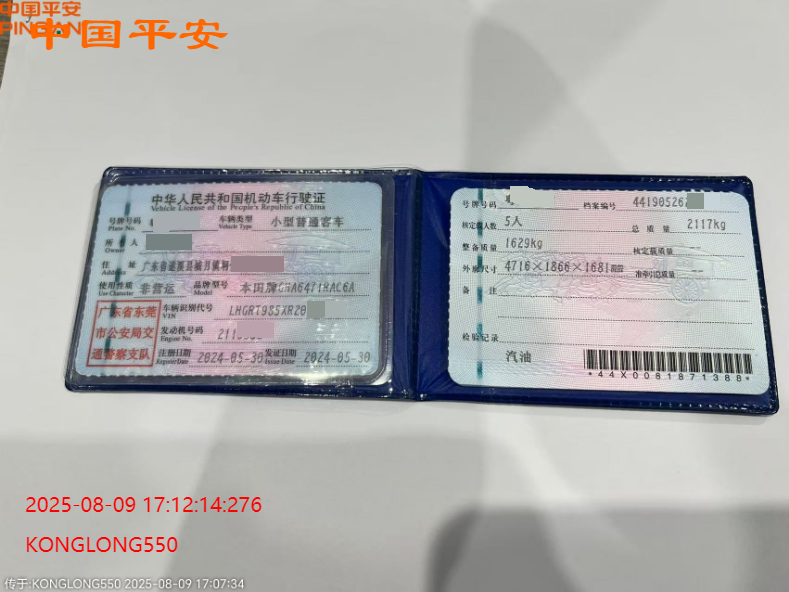 中国平安
PING AN
中国平安
中华人民共和国机动车行驶证
Vehicle License of the People's Republic of China
号牌号码
Plate No.
车辆类型
Vehicle Type
小型普通客车
所有人
Owner
住址
Address
广东省遂溪县
使用性质
Use Character
非营运
品牌型号
Model
本田牌CHA6471RAC6A
广东省东莞
市公安局交
通警察支队
车辆识别代号
VIN
LHGRT985XR20
发动机号码
Engine No.
211
注册日期
Register Date
2024-05-30
发证日期
Issue Date
2024-05-30
号牌号码
档案编号
44190526
核定载人数
5人
总质量
2117kg
整备质量
1629kg
核定载质量
--
外廓尺寸
4716×1866×1681mm
准牵引总质量
--
备注
检验记录
汽油
*44X0081871388*
2025-08-09 17:12:14:276
KONGLONG550
传于:KONGLONG550 2025-08-09 17:07:34